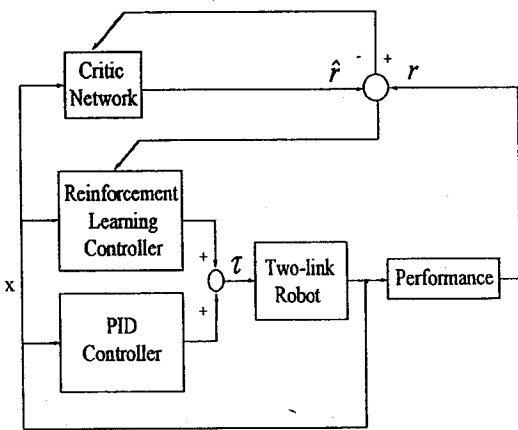 Critic
Network
r̂
- +
r
Reinforcement
Learning
Controller
+
τ
Two-link
Robot
Performance
x
+
PID
Controller